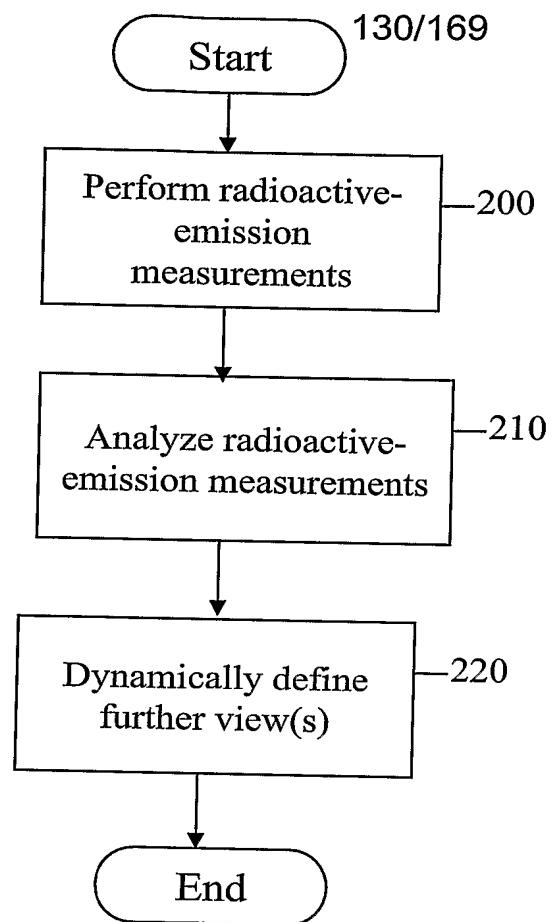 130/169
Start
Perform radioactive-
emission
measurements
200
Analyze radioactive-
emission measurements
210
Dynamically define
further view(s)
220
End